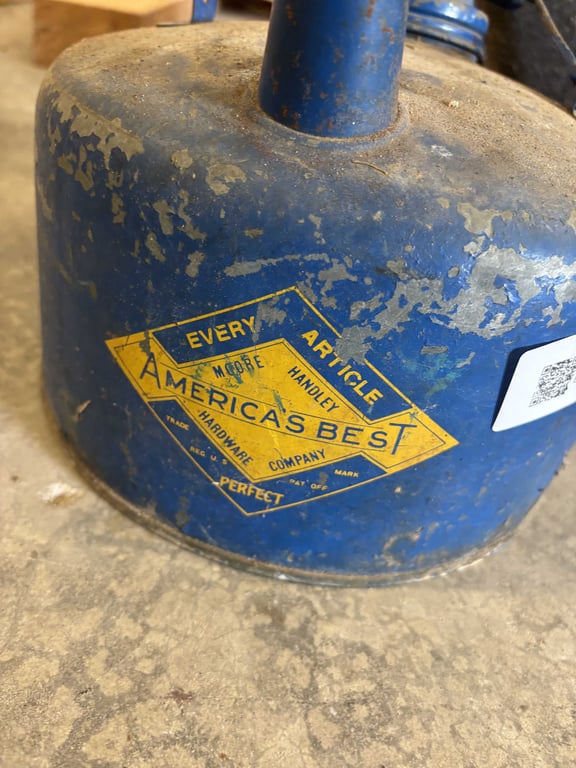 EVERY ARTICLE
MOORE HANDLEY
AMERICA'S BEST
HARDWARE COMPANY
TRADE MARK
REG U.S. PAT OFF
PERFECT